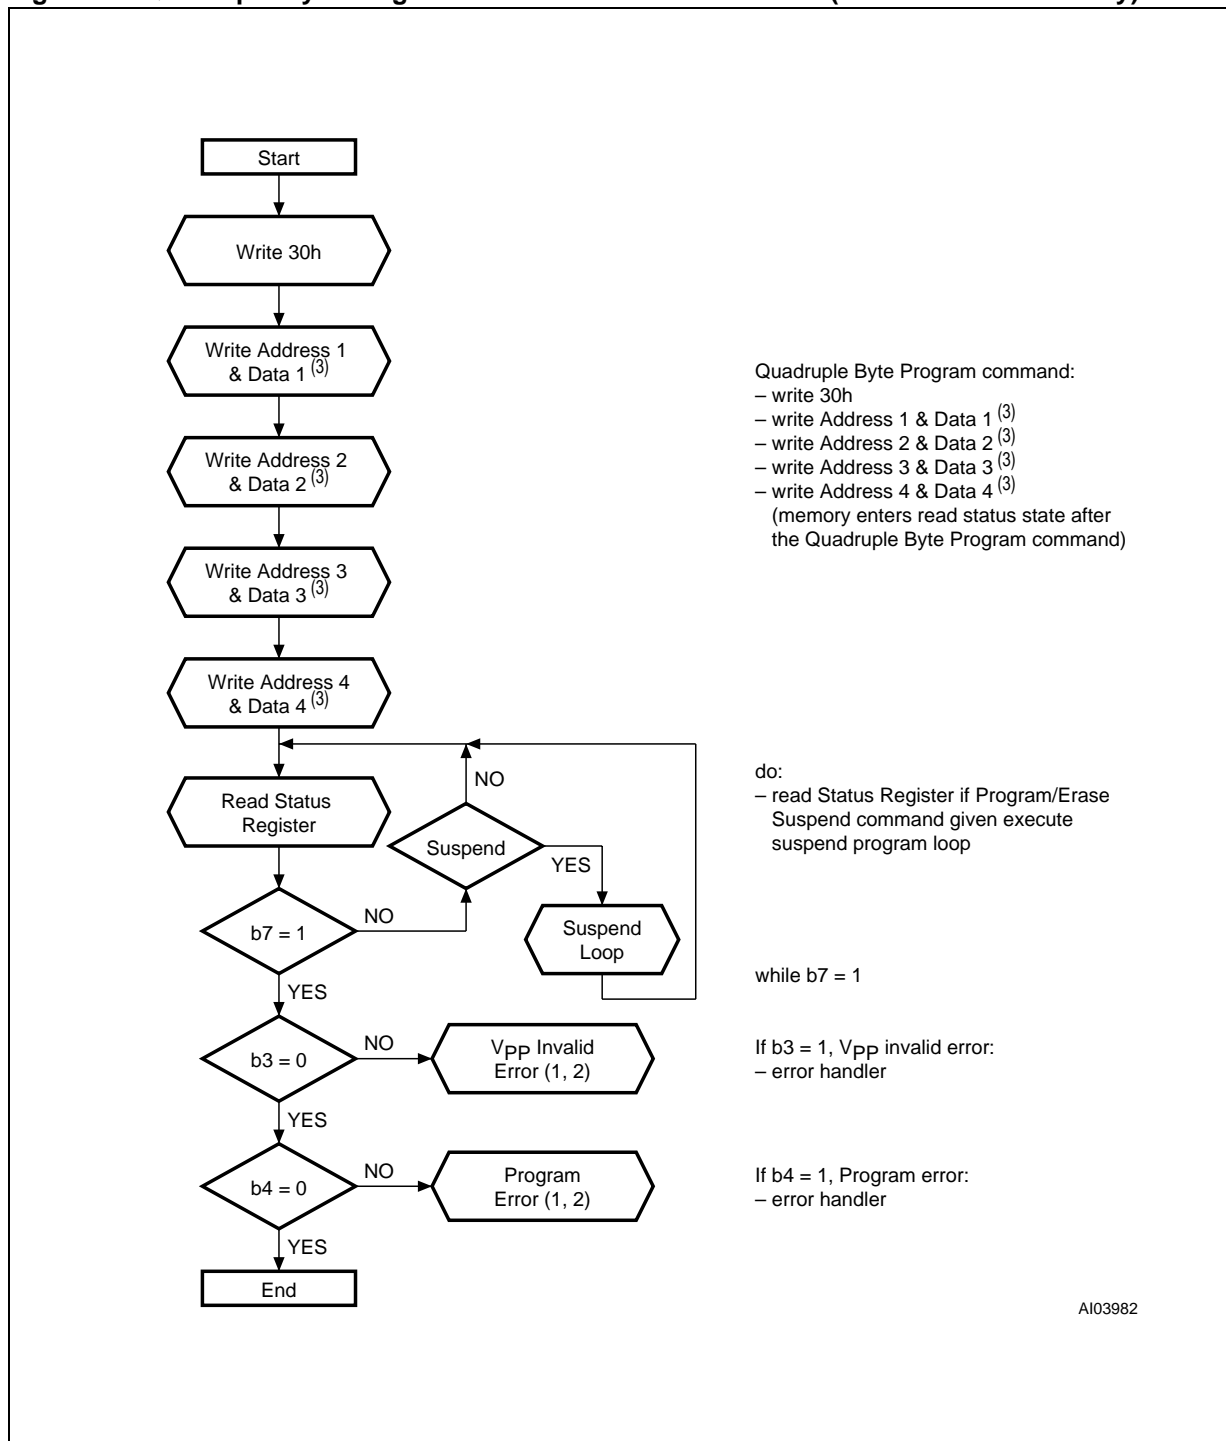 Start
Write 30h
Write Address 1
& Data 1 (3)
Write Address 2
& Data 2 (3)
Write Address 3
& Data 3 (3)
Write Address 4
& Data 4 (3)
Read Status
Register
NO
Suspend
YES
Suspend
Loop
b7 = 1
NO
YES
b3 = 0
NO
VPP Invalid
Error (1, 2)
YES
b4 = 0
NO
Program
Error (1, 2)
YES
End
Quadruple Byte Program command:
– write 30h
– write Address 1 & Data 1 (3)
– write Address 2 & Data 2 (3)
– write Address 3 & Data 3 (3)
– write Address 4 & Data 4 (3)
(memory enters read status state after
the Quadruple Byte Program command)
do:
– read Status Register if Program/Erase
Suspend command given execute
suspend program loop
while b7 = 1
If b3 = 1, VPP invalid error:
– error handler
If b4 = 1, Program error:
– error handler
AI03982